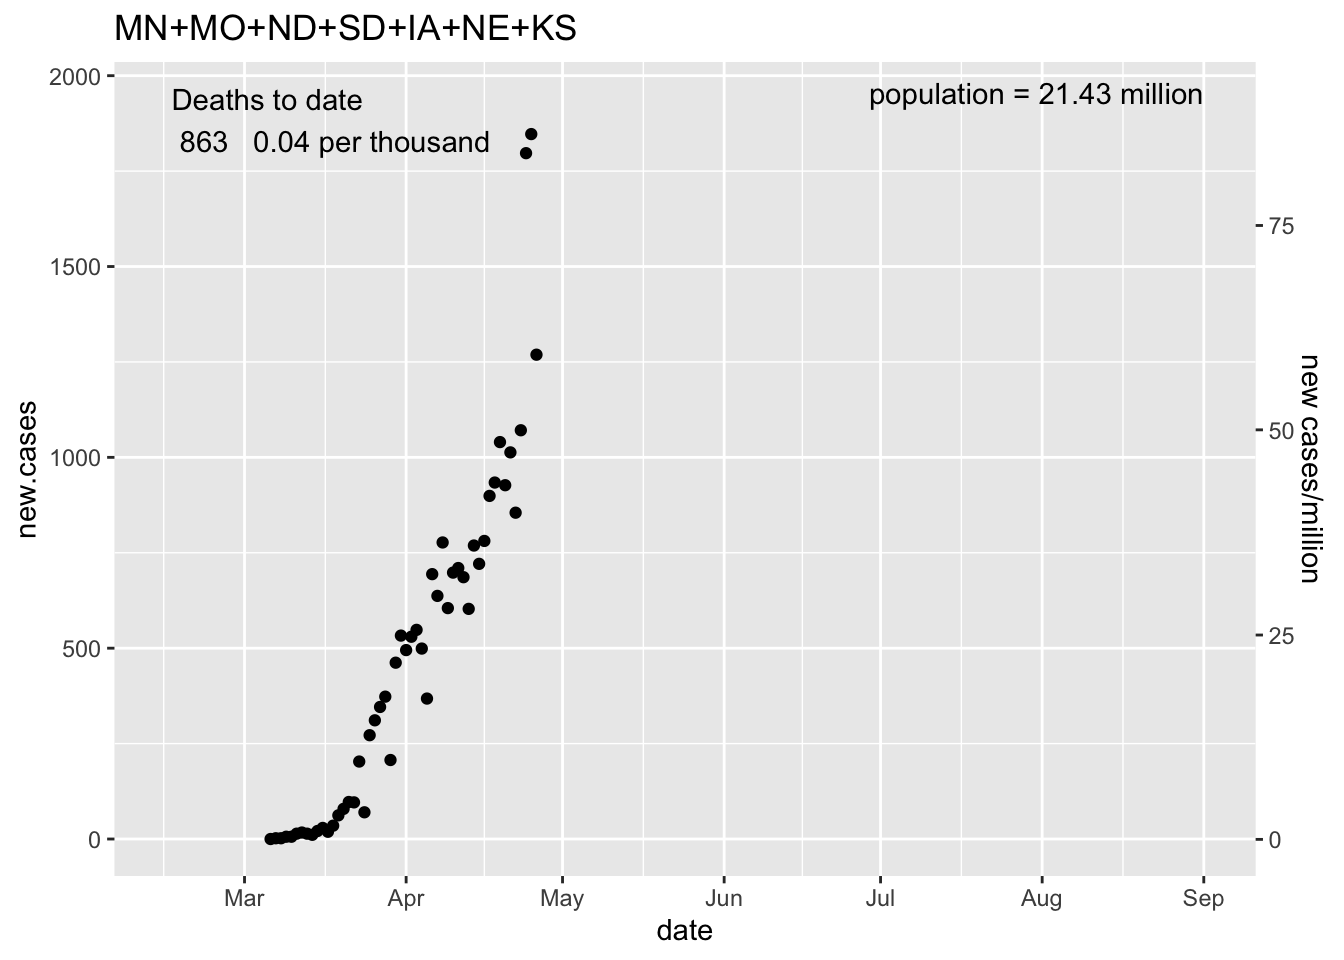 MN+MO+ND+SD+IA+NE+KS
2000
Deaths to date
population = 21.43 million
863 0.04 per thousand
75
1500
50
1000
new.cases
new cases/million
500
25
0
0
Mar Apr May Jun Jul Aug Sep
date